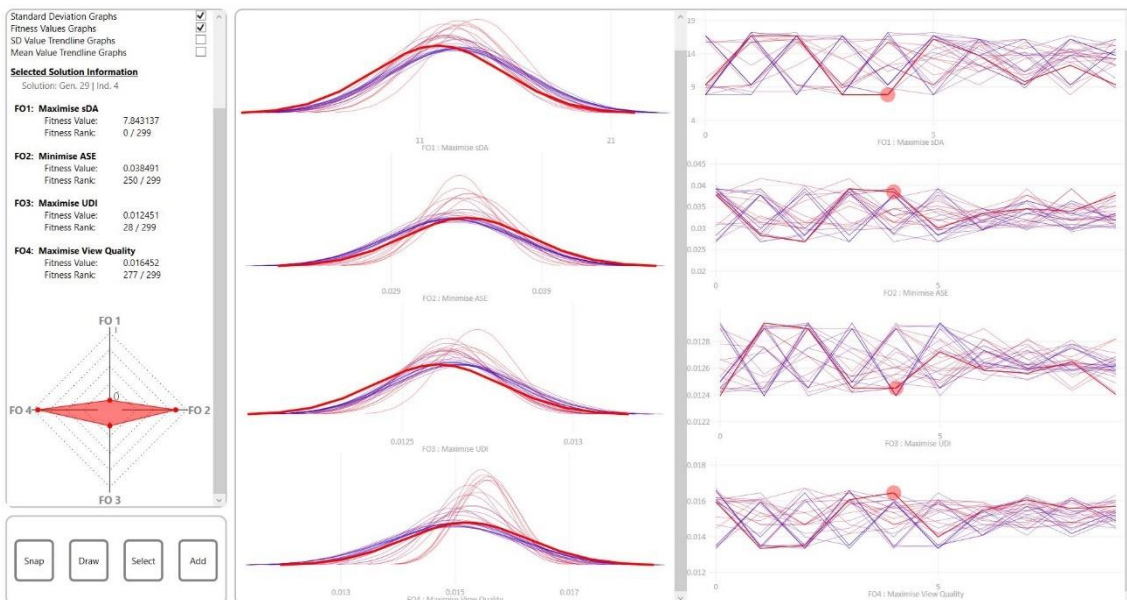 Standard Deviation Graphs
Fitness Values Graphs
SD Value Trendline Graphs
Mean Value Trendline Graphs
Selected Solution Information
Solution: Gen. 29 | Ind. 4
FO1: Maximise sDA
Fitness Value: 7.843137
Fitness Rank: 0 / 299
FO2: Minimise ASE
Fitness Value: 0.038491
Fitness Rank: 250 / 299
FO3: Maximise UDI
Fitness Value: 0.012451
Fitness Rank: 28 / 299
FO4: Maximise View Quality
Fitness Value: 0.016452
Fitness Rank: 277 / 299
FO 1
1
0
FO 4
FO 2
FO 3
Snap
Draw
Select
Add
11 21
FO1 : Maximise sDA
0.029 0.039
FO2 : Minimise ASE
0.0125 0.013
FO3 : Maximise UDI
0.013 0.015 0.017
FO4 : Maximise View Quality
19
14
9
4
0 5
FO1 : Maximise sDA
0.045
0.04
0.035
0.03
0.025
0.02
0 5
FO2 : Minimise ASE
0.0128
0.0126
0.0124
0.0122
0 5
FO3 : Maximise UDI
0.018
0.016
0.014
0.012
0 5
FO4 : Maximise View Quality